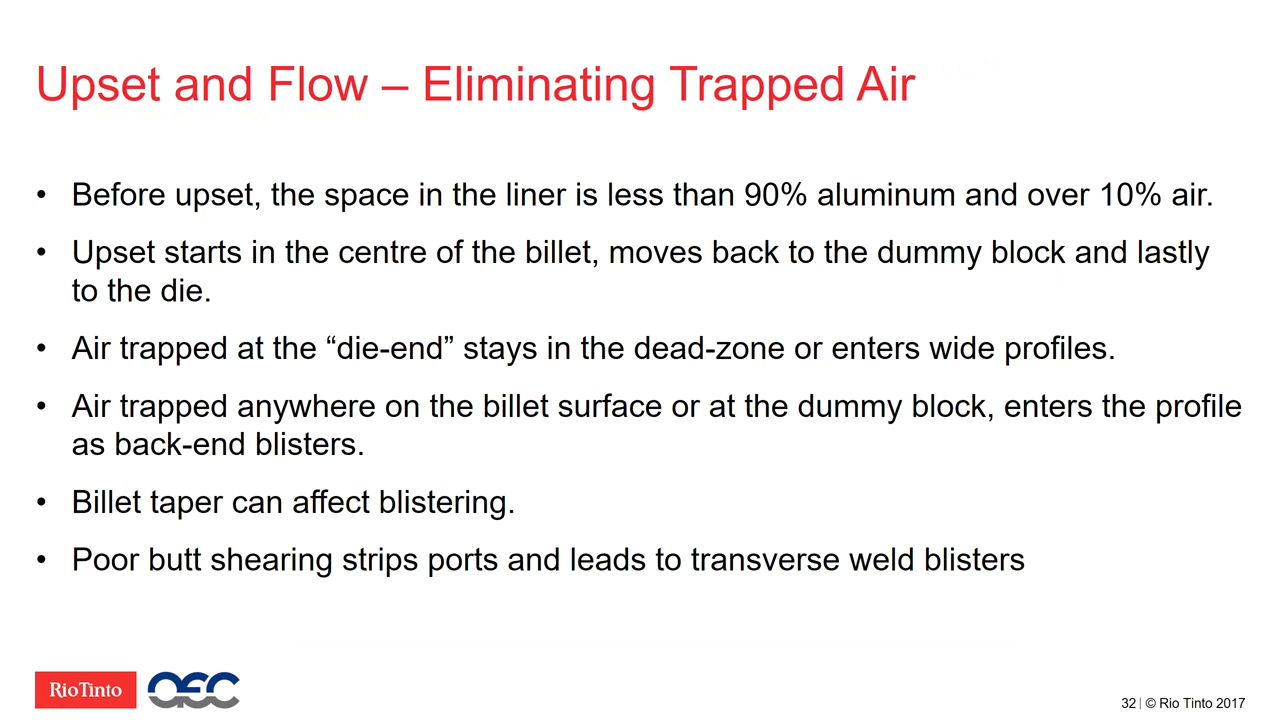 Upset and Flow – Eliminating Trapped Air
• Before upset, the space in the liner is less than 90% aluminum and over 10% air.
• Upset starts in the centre of the billet, moves back to the dummy block and lastly
to the die.
• Air trapped at the “die-end” stays in the dead-zone or enters wide profiles.
• Air trapped anywhere on the billet surface or at the dummy block, enters the profile
as back-end blisters.
• Billet taper can affect blistering.
• Poor butt shearing strips ports and leads to transverse weld blisters
RioTinto
AEC
32 | © Rio Tinto 2017